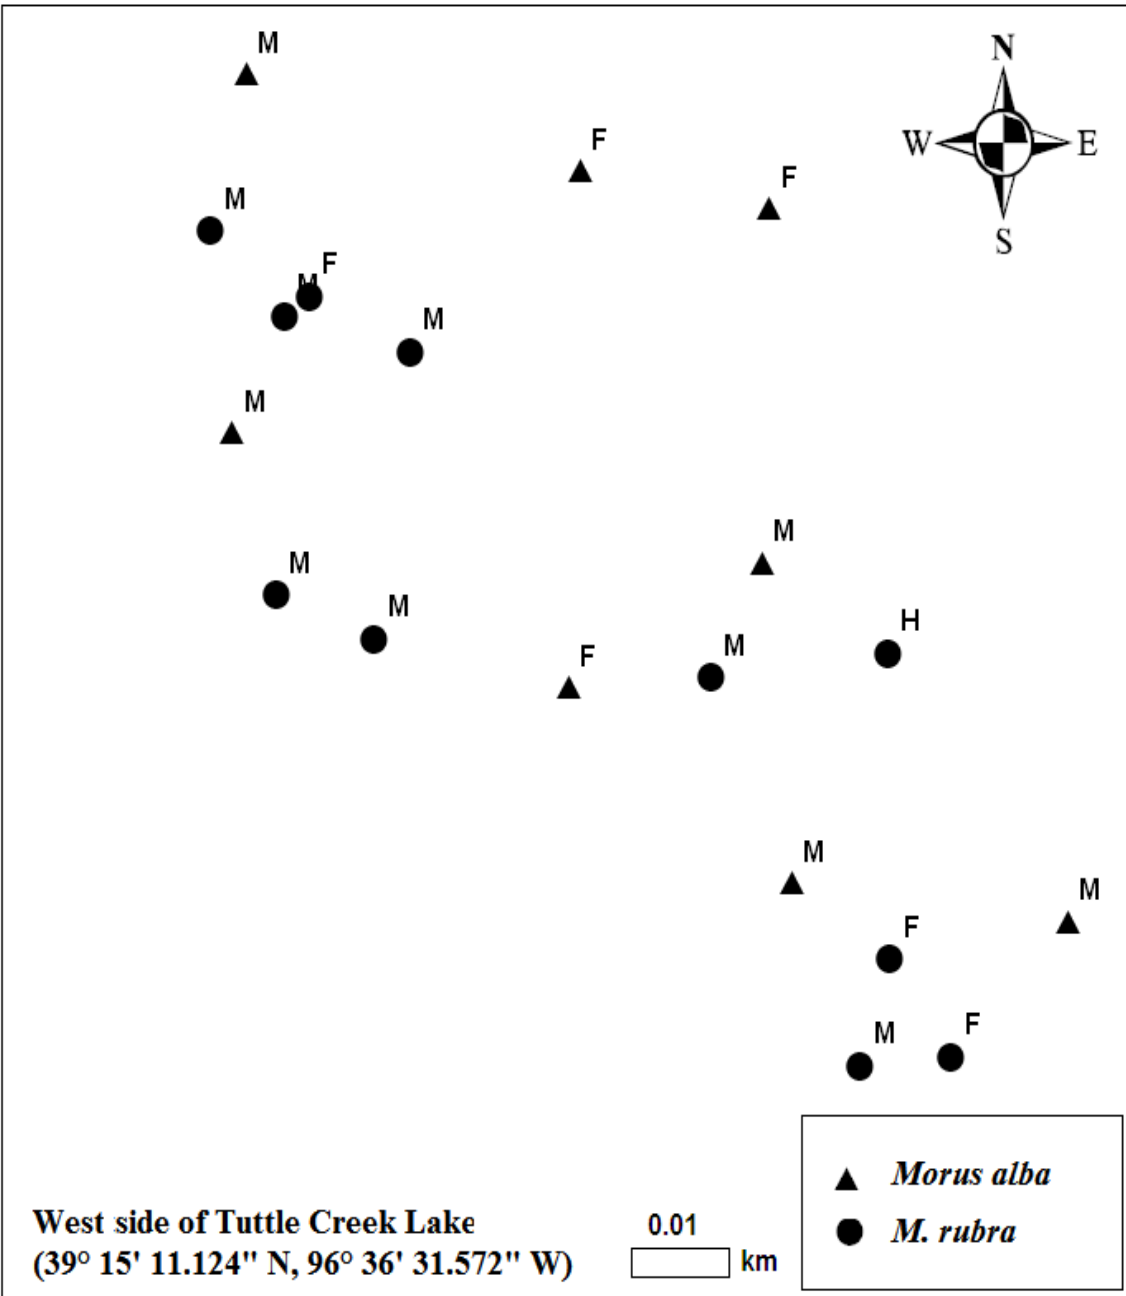 M
N
F
W
E
F
M
S
F
M
M
M
M
M
M
H
F
M
M
M
F
F
M
Morus alba
M. rubra
West side of Tuttle Creek Lake
(39° 15' 11.124" N, 96° 36' 31.572" W)
0.01
km